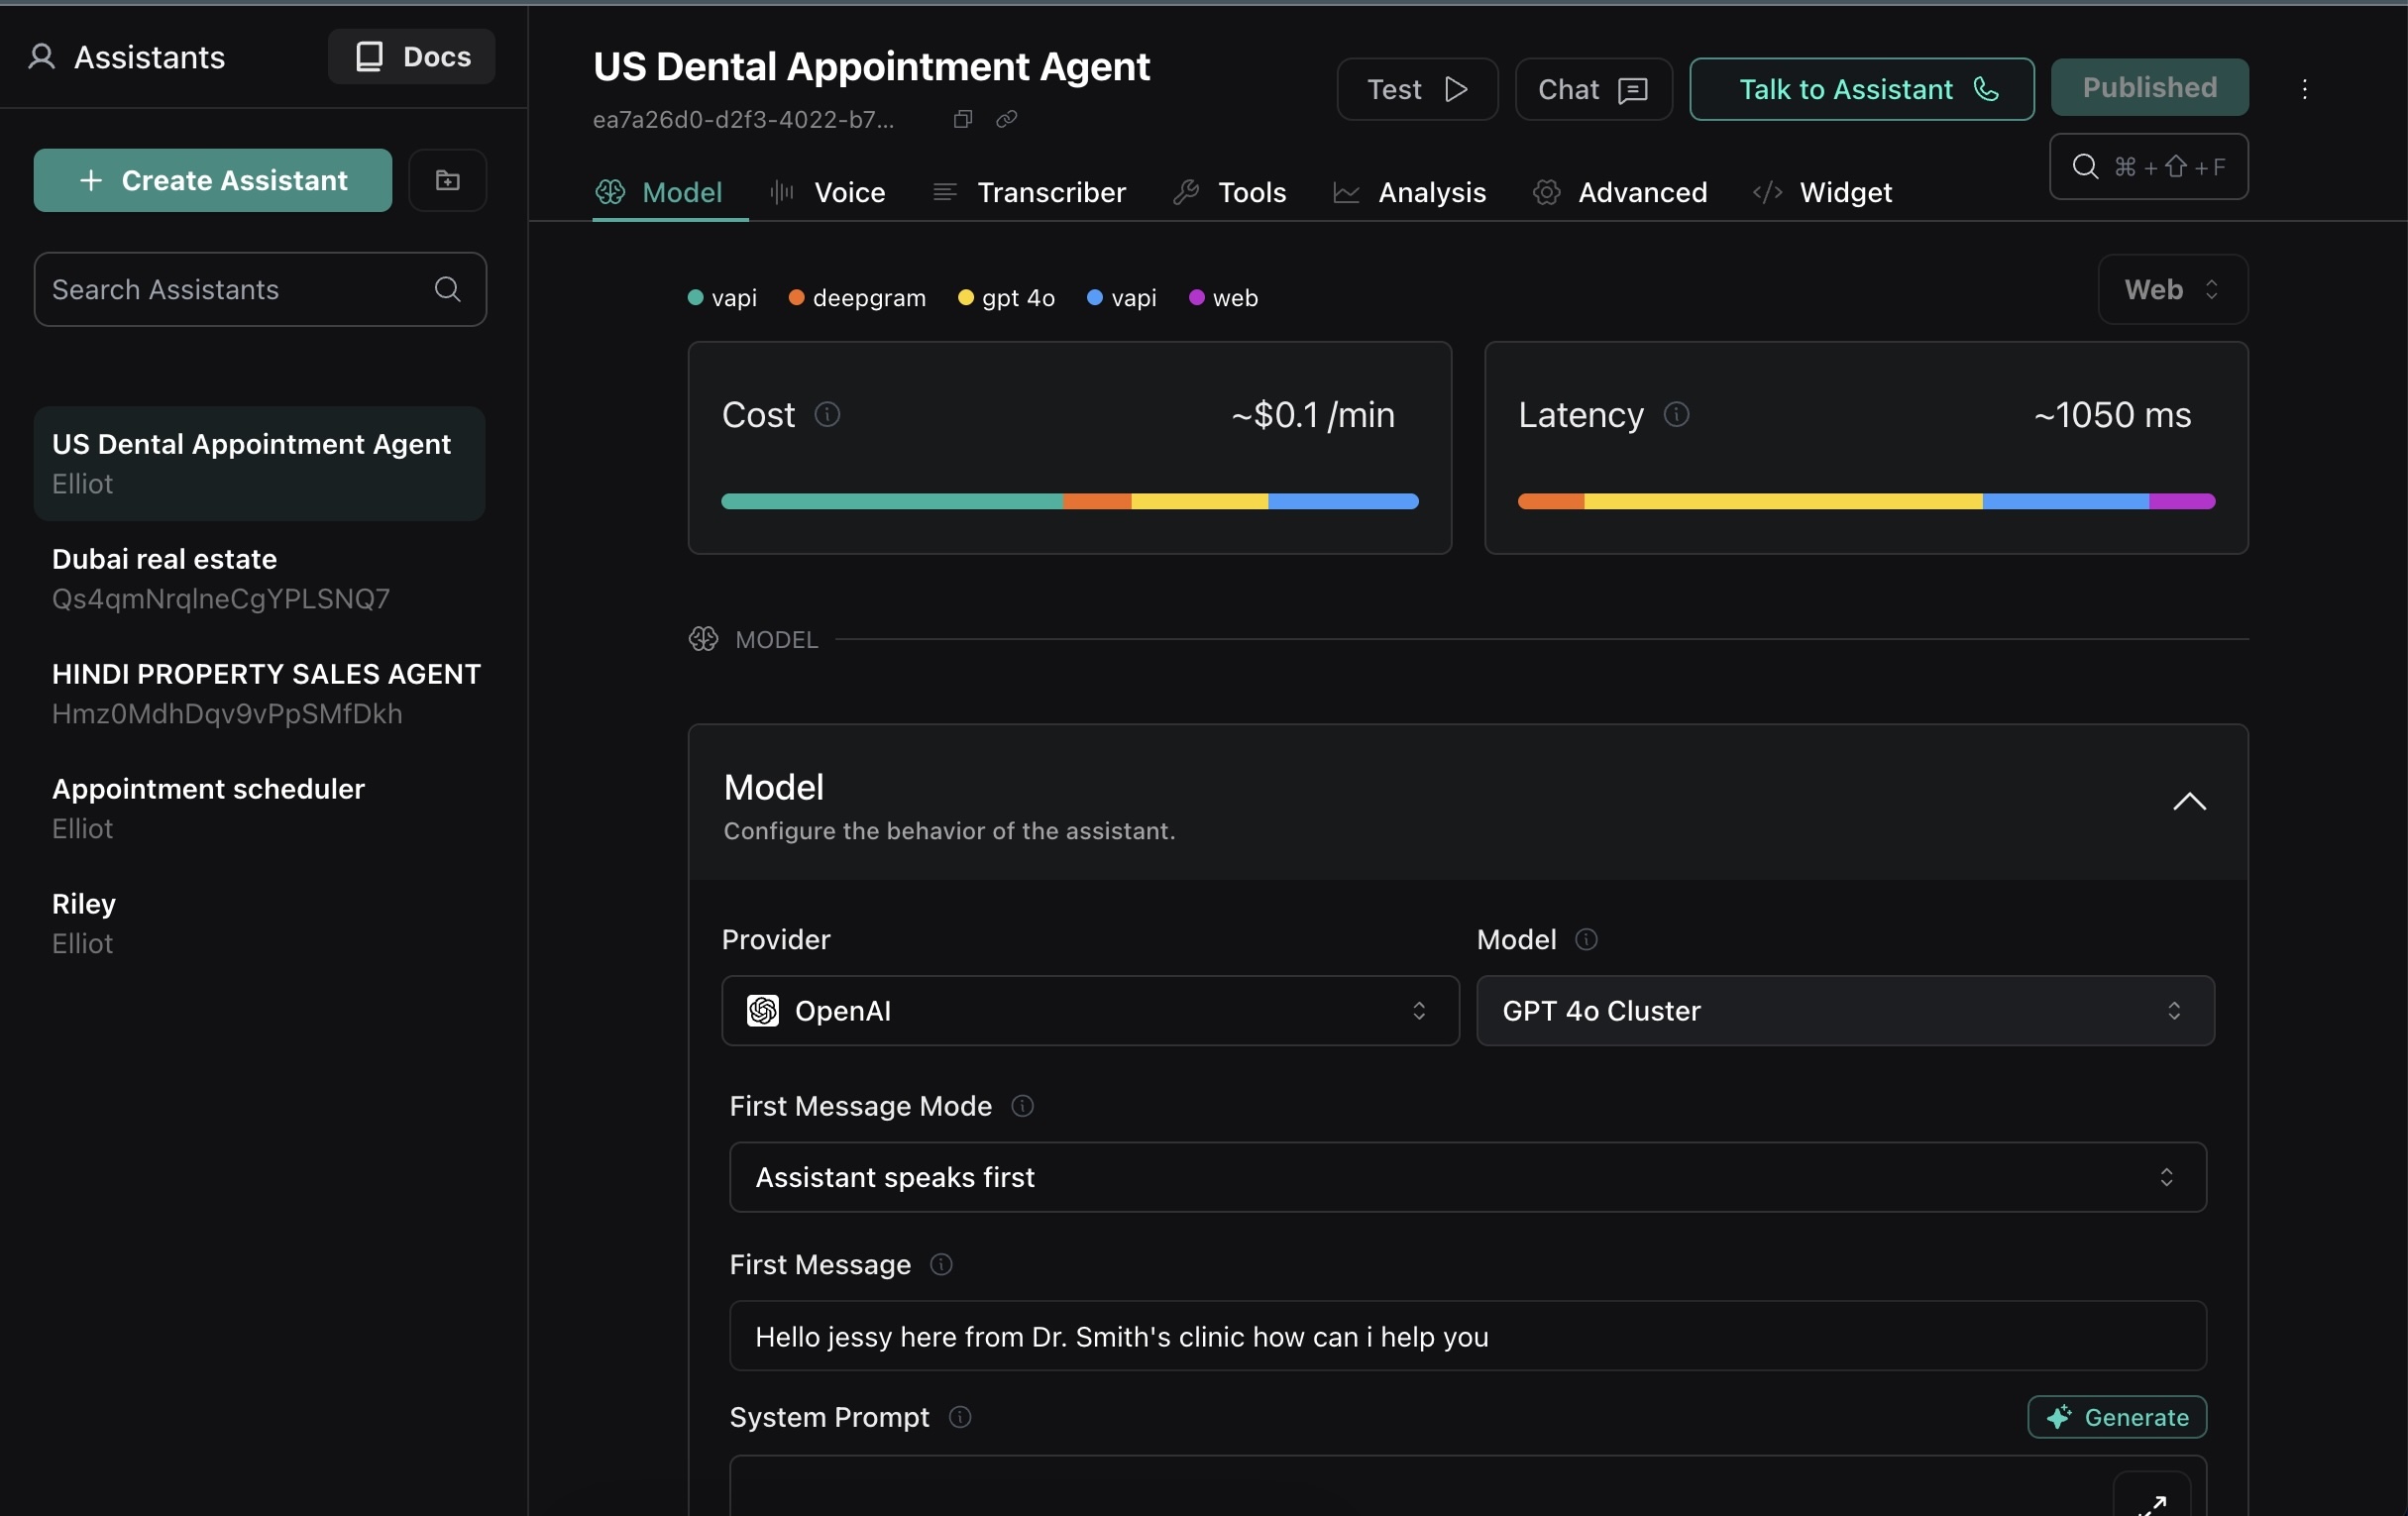 Assistants
Docs
Create Assistant
Search Assistants
US Dental Appointment Agent
Elliot
Dubai real estate
Qs4qmNrqlneCgYPLSNQ7
HINDI PROPERTY SALES AGENT
Hmz0MdhDqv9vPpSMfDkh
Appointment scheduler
Elliot
Riley
Elliot
US Dental Appointment Agent
ea7a26d0-d2f3-4022-b7...
Test
Chat
Talk to Assistant
Published
⌘ + ⇧ + F
Model
Voice
Transcriber
Tools
Analysis
Advanced
Widget
vapi
deepgram
gpt 4o
vapi
web
Web
Cost
~$0.1 /min
Latency
~1050 ms
MODEL
Model
Configure the behavior of the assistant.
Provider
Model
OpenAI
GPT 4o Cluster
First Message Mode
Assistant speaks first
First Message
Hello jessy here from Dr. Smith's clinic how can i help you
System Prompt
Generate